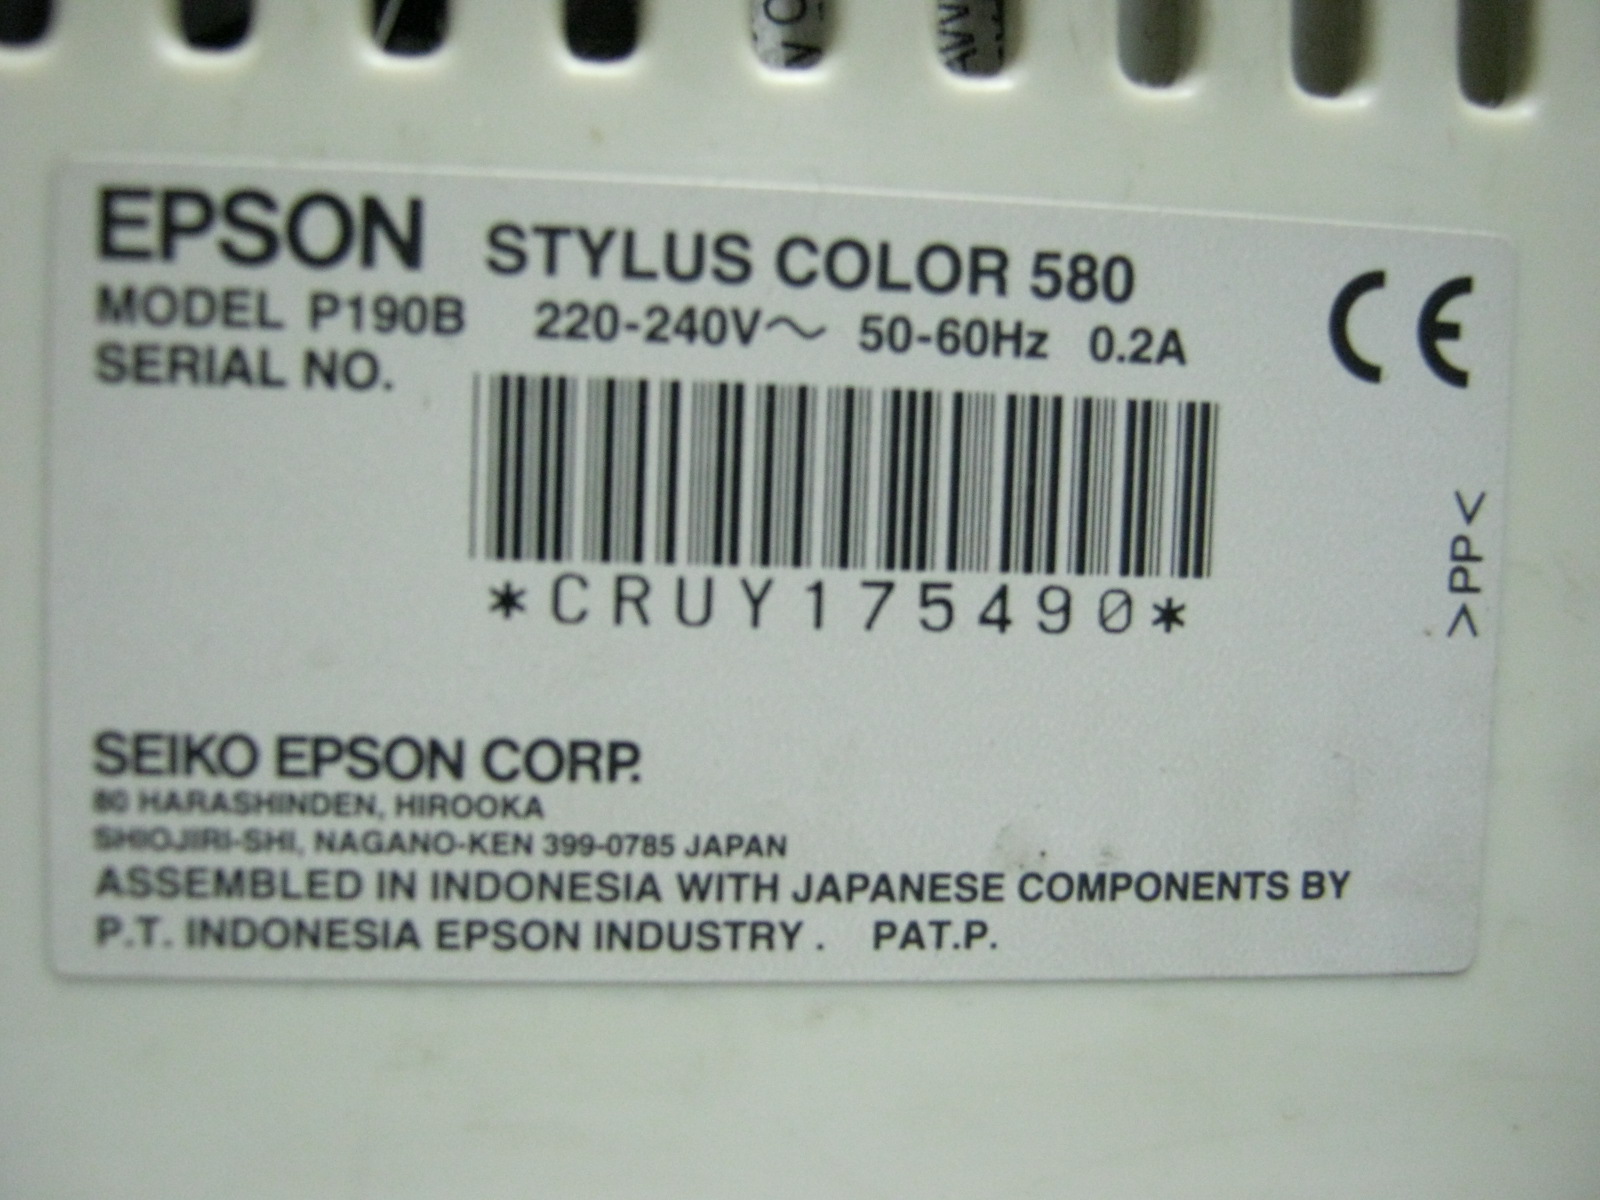 EPSON STYLUS COLOR 580
MODEL P190B 220-240V～ 50-60Hz 0.2A
SERIAL NO.
*CRUY175490*
CE
>PP<
SEIKO EPSON CORP.
80 HARASHINDEN, HIROOKA
SHIOJIRI-SHI, NAGANO-KEN 399-0785 JAPAN
ASSEMBLED IN INDONESIA WITH JAPANESE COMPONENTS BY
P.T. INDONESIA EPSON INDUSTRY. PAT.P.